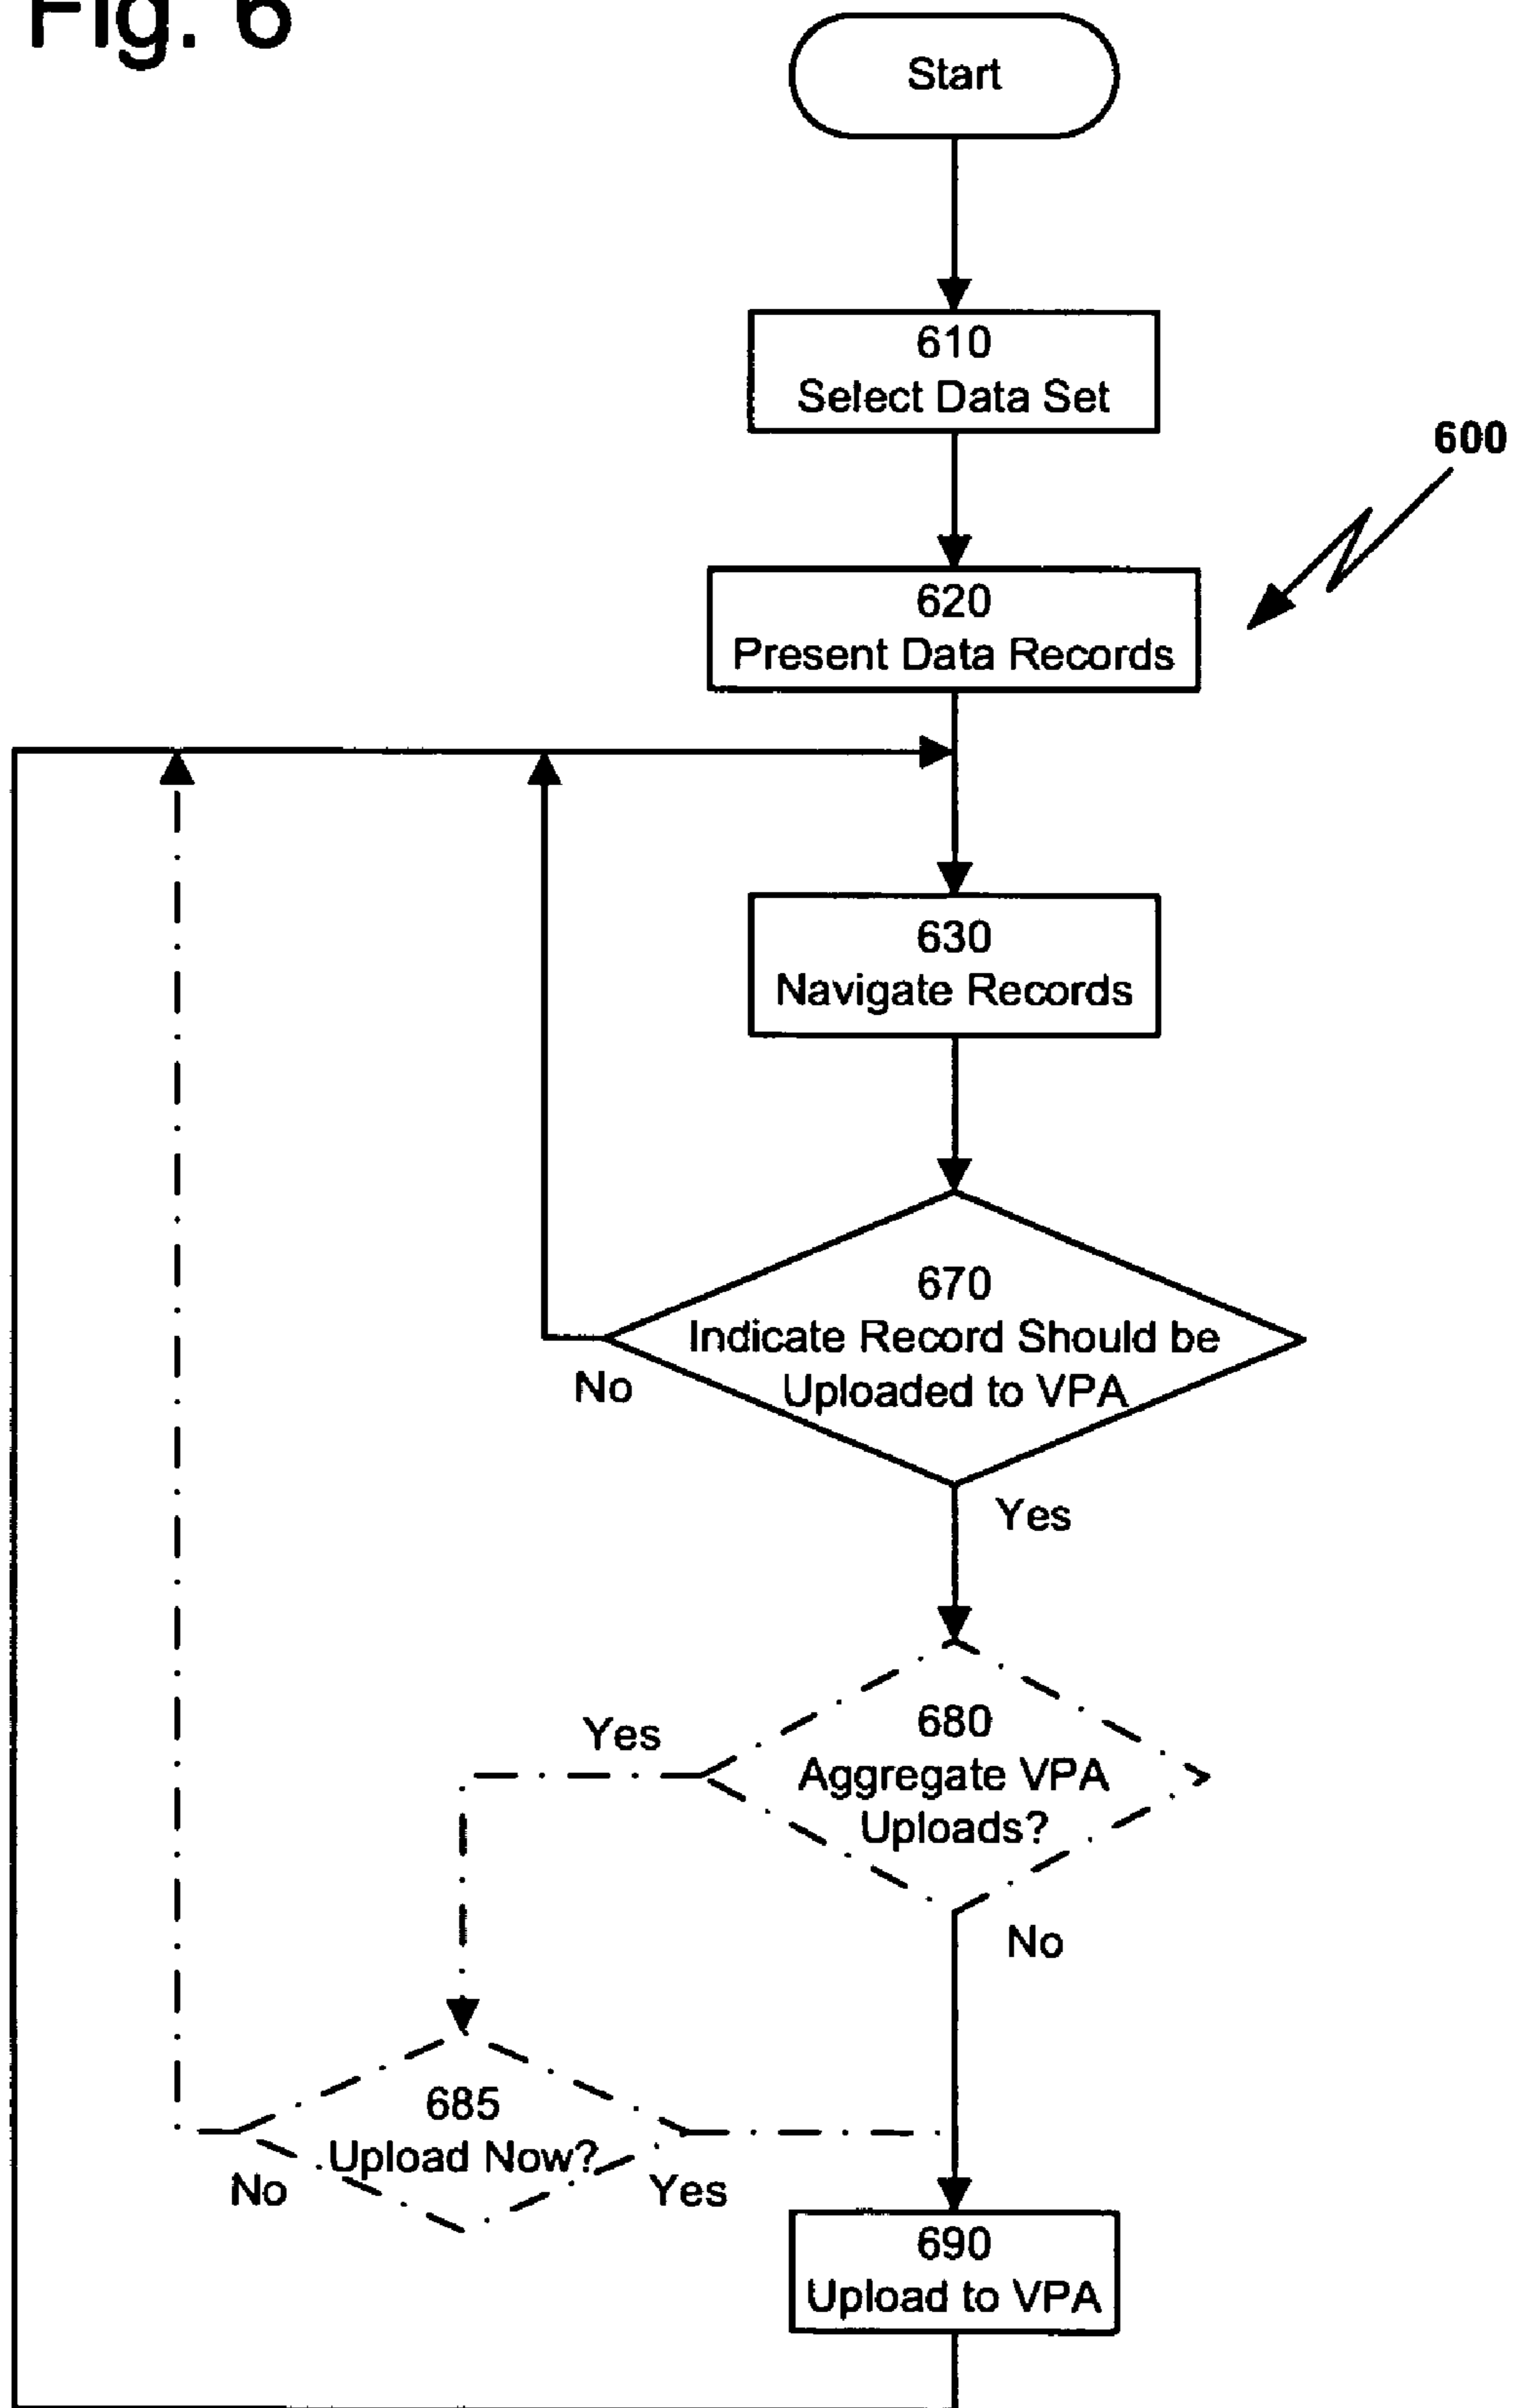 Fig. 6
Start
610
Select Data Set
600
620
Present Data Records
630
Navigate Records
670
Indicate Record Should be
Uploaded to VPA
No
Yes
680
Yes
Aggregate VPA
Uploads?
No
685
Upload Now?
No
Yes
690
Upload to VPA